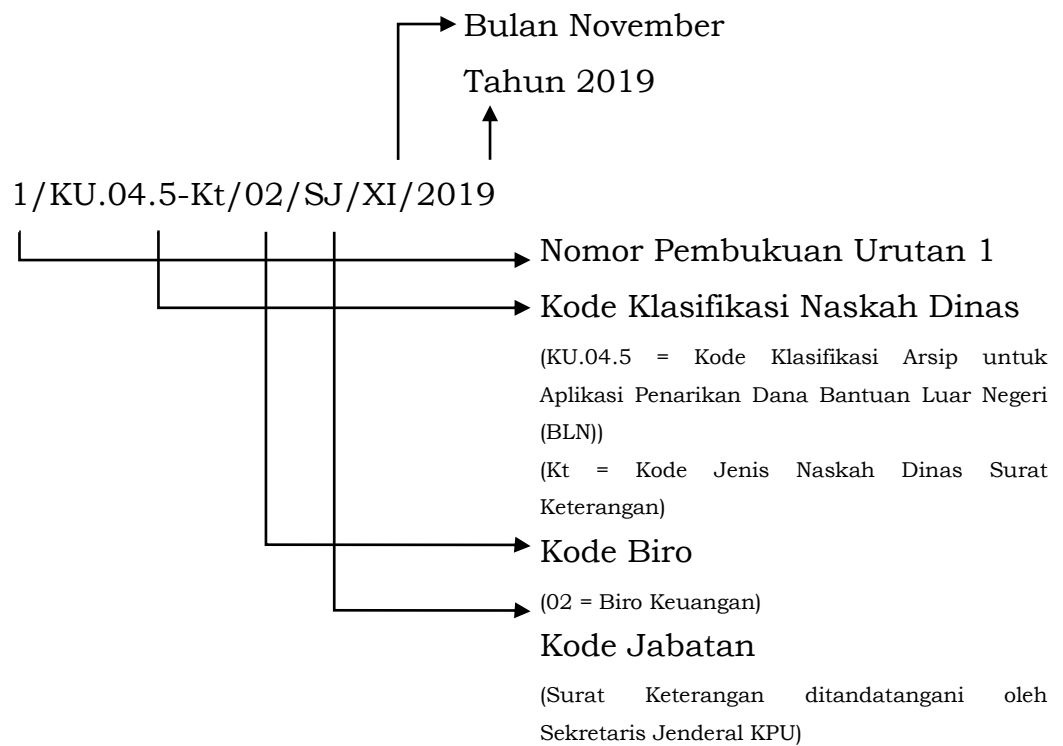 Bulan November
Tahun 2019
1/KU.04.5-Kt/02/SJ/XI/2019
Nomor Pembukuan Urutan 1
Kode Klasifikasi Naskah Dinas
(KU.04.5 = Kode Klasifikasi Arsip untuk
Aplikasi Penarikan Dana Bantuan Luar Negeri
(BLN))
(Kt = Kode Jenis Naskah Dinas Surat
Keterangan)
Kode Biro
(02 = Biro Keuangan)
Kode Jabatan
(Surat Keterangan ditandatangani oleh
Sekretaris Jenderal KPU)